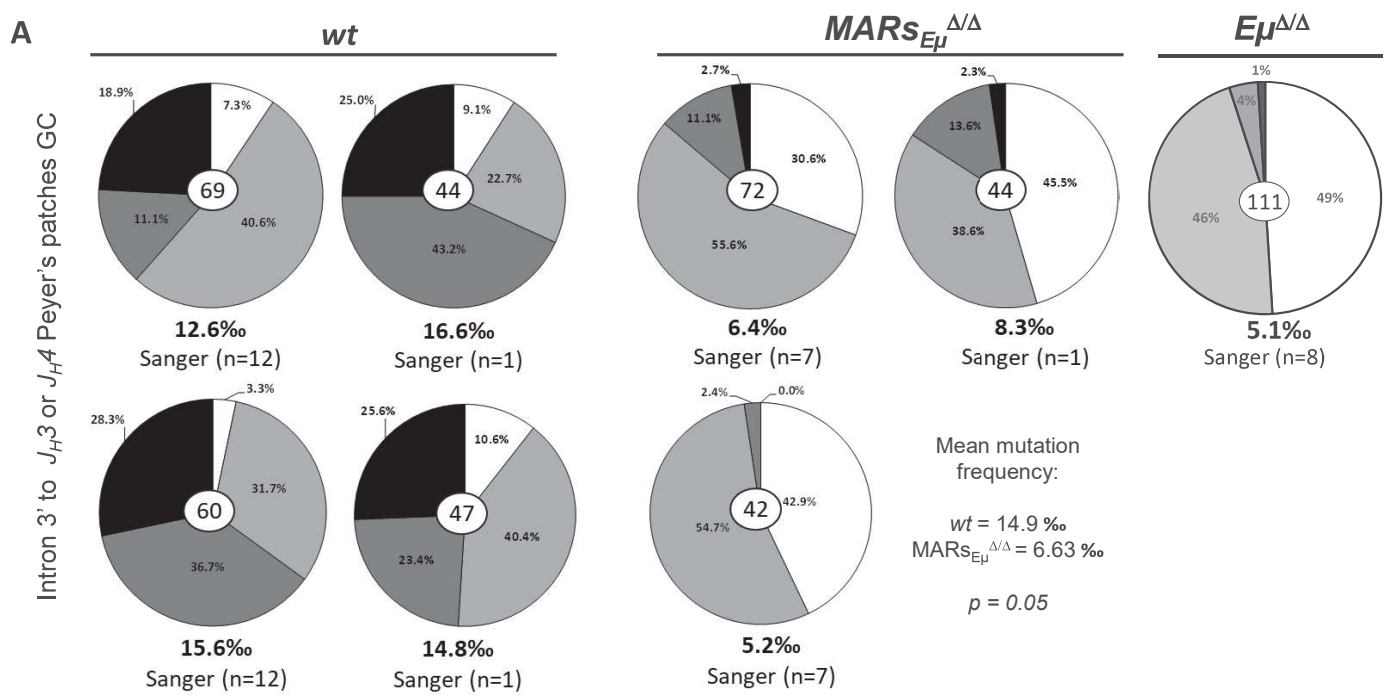 A
wt
MARsEμΔ/Δ
EμΔ/Δ
Intron 3' to JH3 or JH4 Peyer's patches GC
18.9%
7.3%
69
11.1%
40.6%
12.6‰
Sanger (n=12)
25.0%
9.1%
44
22.7%
43.2%
16.6‰
Sanger (n=1)
2.7%
11.1%
30.6%
72
55.6%
6.4‰
Sanger (n=7)
2.3%
13.6%
44
45.5%
38.6%
8.3‰
Sanger (n=1)
1%
4%
111
49%
46%
5.1‰
Sanger (n=8)
28.3%
3.3%
31.7%
60
36.7%
15.6‰
Sanger (n=12)
25.6%
10.6%
47
40.4%
23.4%
14.8‰
Sanger (n=1)
2.4%
0.0%
42
42.9%
54.7%
5.2‰
Sanger (n=7)
Mean mutation
frequency:
wt = 14.9 ‰
MARsEμΔ/Δ = 6.63 ‰
p = 0.05